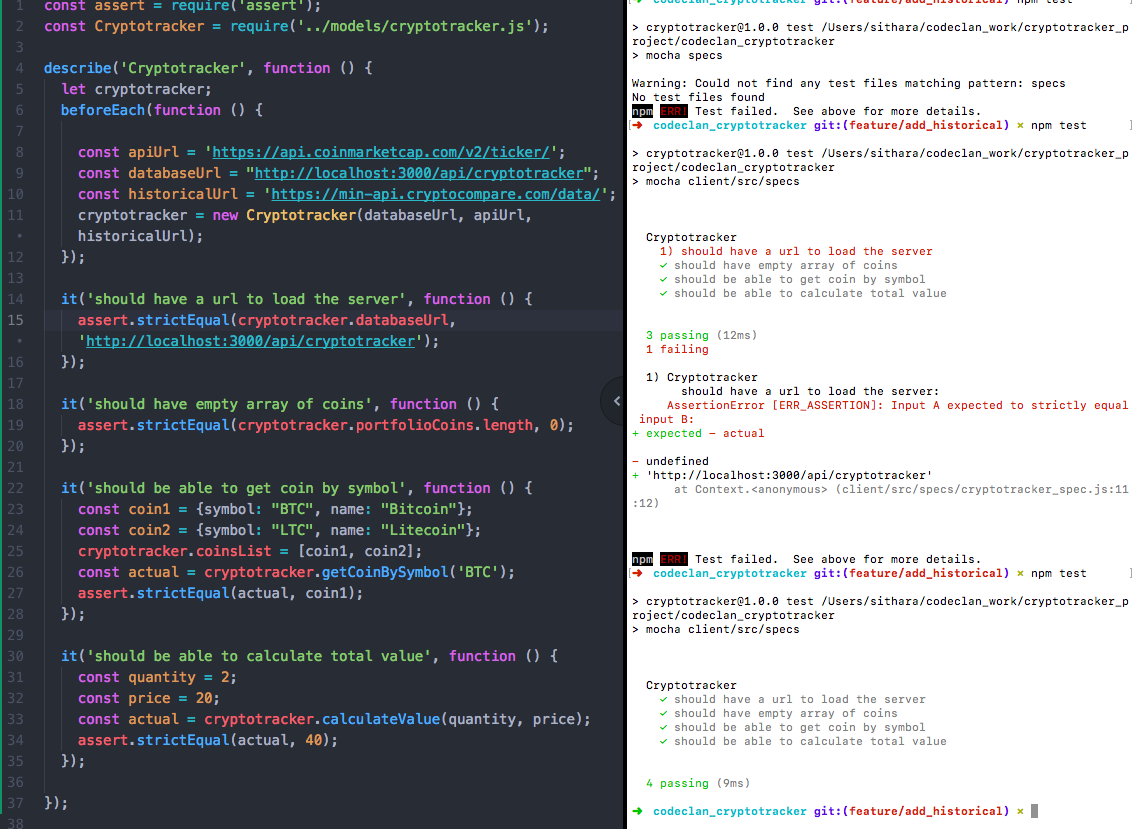 1 const assert = require('assert');
2 const Cryptotracker = require('../models/cryptotracker.js');
3
4 describe('Cryptotracker', function () {
5 let cryptotracker;
6 beforeEach(function () {
7
8 const apiUrl = 'https://api.coinmarketcap.com/v2/ticker/';
9 const databaseUrl = "http://localhost:3000/api/cryptotracker";
10 const historicalUrl = 'https://min-api.cryptocompare.com/data/';
11 cryptotracker = new Cryptotracker(databaseUrl, apiUrl,
• historicalUrl);
12 });
13
14 it('should have a url to load the server', function () {
15 assert.strictEqual(cryptotracker.databaseUrl,
• 'http://localhost:3000/api/cryptotracker');
16 });
17
18 it('should have empty array of coins', function () {
19 assert.strictEqual(cryptotracker.portfolioCoins.length, 0);
20 });
21
22 it('should be able to get coin by symbol', function () {
23 const coin1 = {symbol: "BTC", name: "Bitcoin"};
24 const coin2 = {symbol: "LTC", name: "Litecoin"};
25 cryptotracker.coinsList = [coin1, coin2];
26 const actual = cryptotracker.getCoinBySymbol('BTC');
27 assert.strictEqual(actual, coin1);
28 });
29
30 it('should be able to calculate total value', function () {
31 const quantity = 2;
32 const price = 20;
33 const actual = cryptotracker.calculateValue(quantity, price);
34 assert.strictEqual(actual, 40);
35 });
36
37 });
38
[➜ codeclan_cryptotracker git:(feature/add_historical) × npm test ]
> cryptotracker@1.0.0 test /Users/sithara/codeclan_work/cryptotracker_p
roject/codeclan_cryptotracker
> mocha specs
Warning: Could not find any test files matching pattern: specs
No test files found
npm ERR! Test failed.  See above for more details.
[➜ codeclan_cryptotracker git:(feature/add_historical) × npm test ]
> cryptotracker@1.0.0 test /Users/sithara/codeclan_work/cryptotracker_p
roject/codeclan_cryptotracker
> mocha client/src/specs
Cryptotracker
1) should have a url to load the server
✓ should have empty array of coins
✓ should be able to get coin by symbol
✓ should be able to calculate total value
3 passing (12ms)
1 failing
1) Cryptotracker
should have a url to load the server:
AssertionError [ERR_ASSERTION]: Input A expected to strictly equal
input B:
+ expected - actual
- undefined
+ 'http://localhost:3000/api/cryptotracker'
at Context.<anonymous> (client/src/specs/cryptotracker_spec.js:11
:12)
npm ERR! Test failed.  See above for more details.
[➜ codeclan_cryptotracker git:(feature/add_historical) × npm test ]
> cryptotracker@1.0.0 test /Users/sithara/codeclan_work/cryptotracker_p
roject/codeclan_cryptotracker
> mocha client/src/specs
Cryptotracker
✓ should have a url to load the server
✓ should have empty array of coins
✓ should be able to get coin by symbol
✓ should be able to calculate total value
4 passing (9ms)
➜ codeclan_cryptotracker git:(feature/add_historical) ×